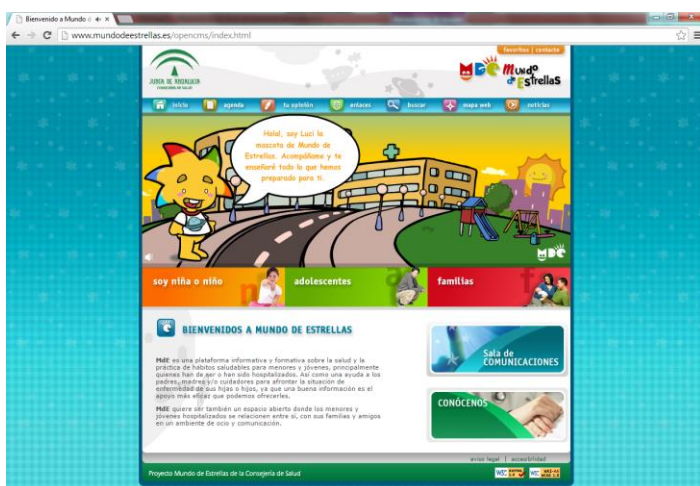 Bienvenido a Mundo d
www.mundodeestrellas.es/opencms/index.html
favoritos | contacto
JUNTA DE ANDALUCIA
CONSEJERÍA DE SALUD
MDE Mundo de Estrellas
inicio agenda tu opinión enlaces buscar mapa web noticias
Hola!, soy Luci la
mascota de Mundo de
Estrellas. Acompáñame y te
enseñaré todo lo que hemos
preparado para ti.
MDE
soy niña o niño adolescentes familias
BIENVENIDOS A MUNDO DE ESTRELLAS
MdE es una plataforma informativa y formativa sobre la salud y la
práctica de hábitos saludables para menores y jóvenes, principalmente
quienes han de ser o han sido hospitalizados. Así como una ayuda a los
padres, madres y/o cuidadores para afrontar la situación de
enfermedad de sus hijas o hijos, ya que una buena información es el
apoyo más eficaz que podemos ofrecerles.
MdE quiere ser también un espacio abierto donde los menores y
jóvenes hospitalizados se relacionen entre sí, con sus familias y amigos
en un ambiente de ocio y comunicación.
Sala de
COMUNICACIONES
CONÓCENOS
aviso legal | accesibilidad
Proyecto Mundo de Estrellas de la Consejería de Salud